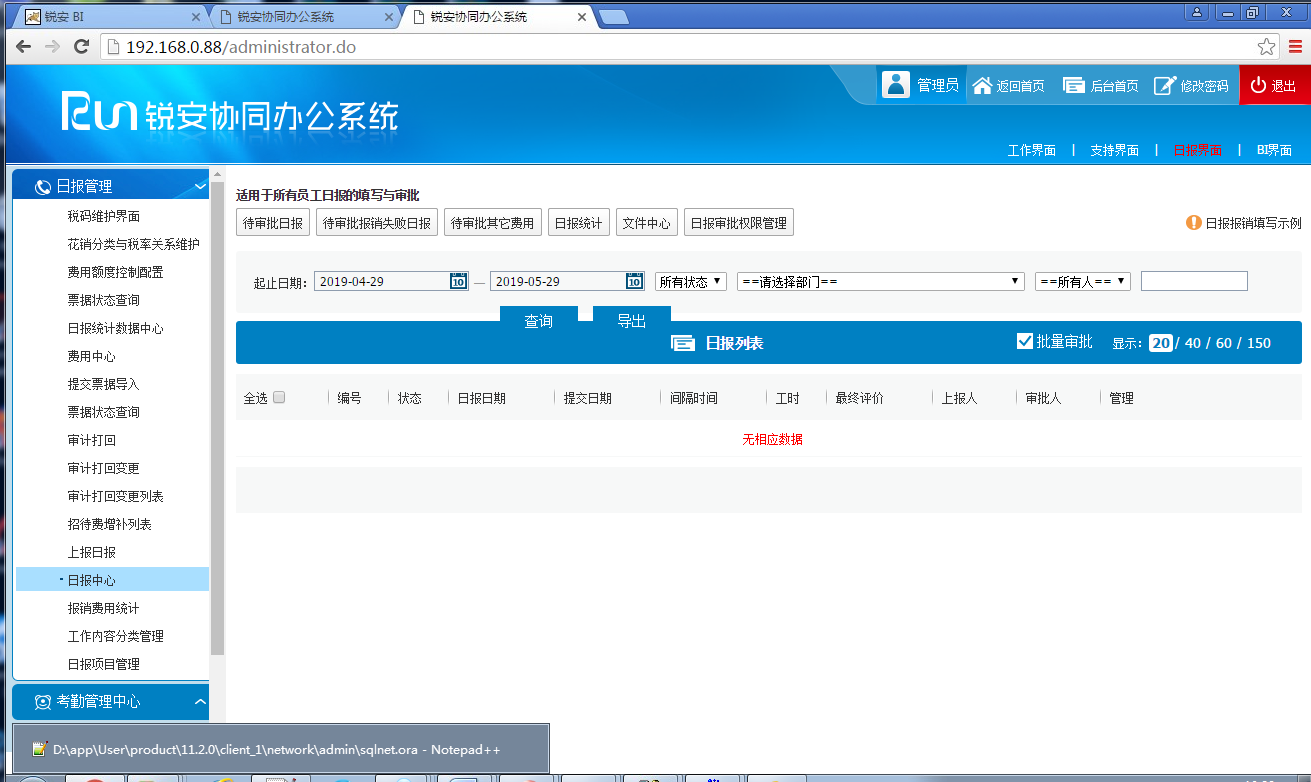 锐安 BI
锐安协同办公系统
锐安协同办公系统
192.168.0.88/administrator.do
Run 锐安协同办公系统
管理员 返回首页 后台首页 修改密码 退出
工作界面 | 支持界面 | 日报界面 | BI界面
日报管理
税码维护界面
花销分类与税率关系维护
费用额度控制配置
票据状态查询
日报统计数据中心
费用中心
提交票据导入
票据状态查询
审计打回
审计打回变更
审计打回变更列表
招待费增补列表
上报日报
· 日报中心
报销费用统计
工作内容分类管理
日报项目管理
考勤管理中心
适用于所有员工日报的填写与审批
待审批日报 待审批报销失败日报 待审批其它费用 日报统计 文件中心 日报审批权限管理
日报报销填写示例
起止日期: 2019-04-29 10 — 2019-05-29 10 所有状态 ==请选择部门== ==所有人==
查询 导出
日报列表
批量审批 显示: 20 / 40 / 60 / 150
全选 编号 状态 日报日期 提交日期 间隔时间 工时 最终评价 上报人 审批人 管理
无相应数据
D:\app\User\product\11.2.0\client_1\network\admin\sqlnet.ora - Notepad++